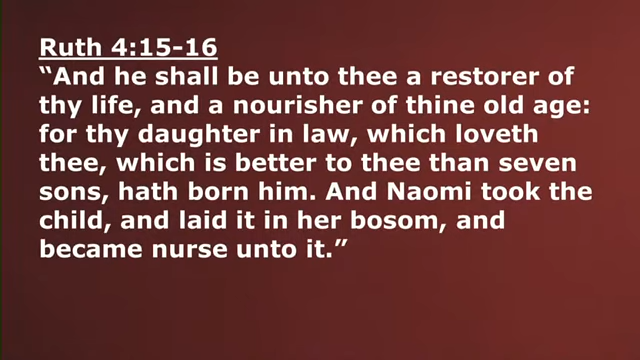 Ruth 4:15-16
“And he shall be unto thee a restorer of
thy life, and a nourisher of thine old age:
for thy daughter in law, which loveth
thee, which is better to thee than seven
sons, hath born him. And Naomi took the
child, and laid it in her bosom, and
became nurse unto it.”